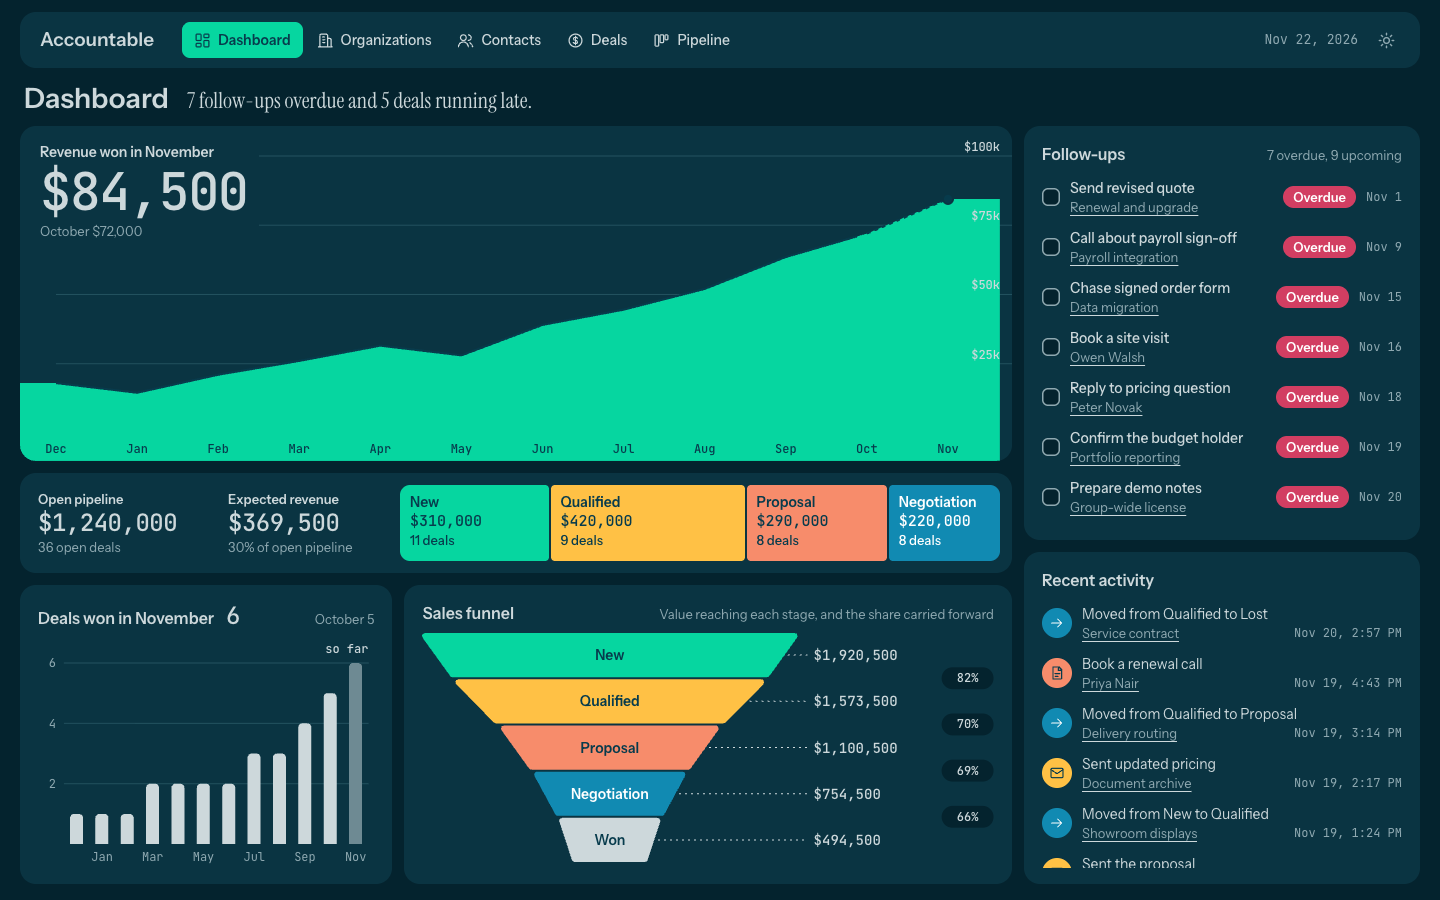 Accountable
Dashboard
Organizations
Contacts
Deals
Pipeline
Nov 22, 2026
Dashboard
7 follow-ups overdue and 5 deals running late.
Revenue won in November
$84,500
October $72,000
$100k
$75k
$50k
$25k
Dec Jan Feb Mar Apr May Jun Jul Aug Sep Oct Nov
Open pipeline
$1,240,000
36 open deals
Expected revenue
$369,500
30% of open pipeline
New
$310,000
11 deals
Qualified
$420,000
9 deals
Proposal
$290,000
8 deals
Negotiation
$220,000
8 deals
Deals won in November 6
October 5
so far
6
4
2
Jan Mar May Jul Sep Nov
Sales funnel
Value reaching each stage, and the share carried forward
New $1,920,500
82%
Qualified $1,573,500
70%
Proposal $1,100,500
69%
Negotiation $754,500
66%
Won $494,500
Follow-ups
7 overdue, 9 upcoming
Send revised quote
Renewal and upgrade
Overdue Nov 1
Call about payroll sign-off
Payroll integration
Overdue Nov 9
Chase signed order form
Data migration
Overdue Nov 15
Book a site visit
Owen Walsh
Overdue Nov 16
Reply to pricing question
Peter Novak
Overdue Nov 18
Confirm the budget holder
Portfolio reporting
Overdue Nov 19
Prepare demo notes
Group-wide license
Overdue Nov 20
Recent activity
Moved from Qualified to Lost
Service contract
Nov 20, 2:57 PM
Book a renewal call
Priya Nair
Nov 19, 4:43 PM
Moved from Qualified to Proposal
Delivery routing
Nov 19, 3:14 PM
Sent updated pricing
Document archive
Nov 19, 2:17 PM
Moved from New to Qualified
Showroom displays
Nov 19, 1:24 PM
Sent the proposal